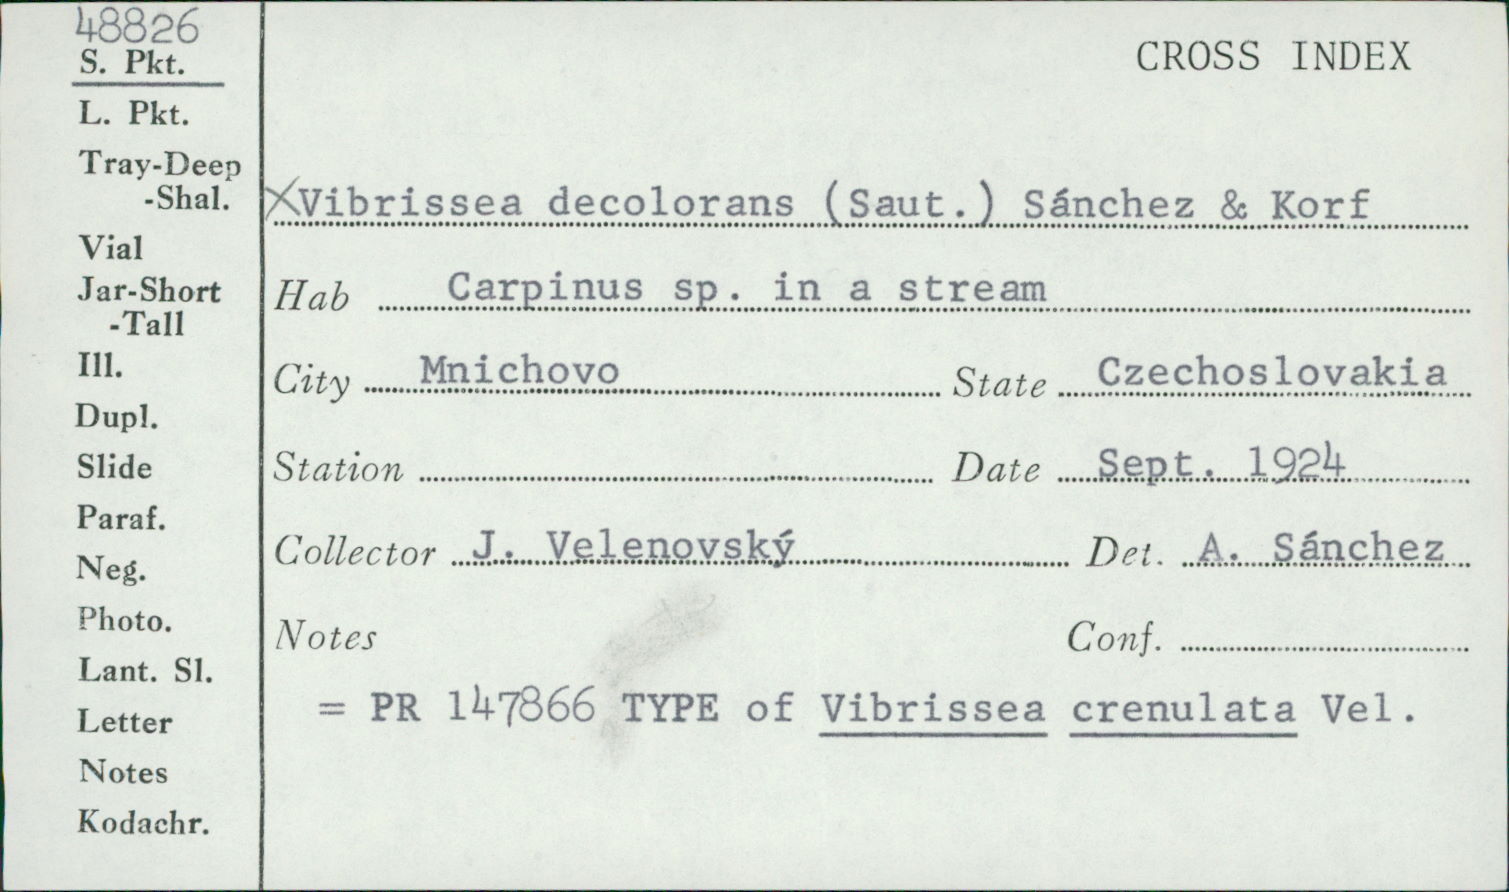 48826
S. Pkt.
L. Pkt.
Tray-Deep
-Shal.
Vial
Jar-Short
-Tall
Ill.
Dupl.
Slide
Paraf.
Neg.
Photo.
Lant. Sl.
Letter
Notes
Kodachr.
CROSS INDEX
XVibrissea decolorans (Saut.) Sánchez & Korf
Hab Carpinus sp. in a stream
City Mnichovo State Czechoslovakia
Station Date Sept. 1924
Collector J. Velenovský Det. A. Sánchez
Notes Conf.
= PR 147866 TYPE of Vibrissea crenulata Vel.